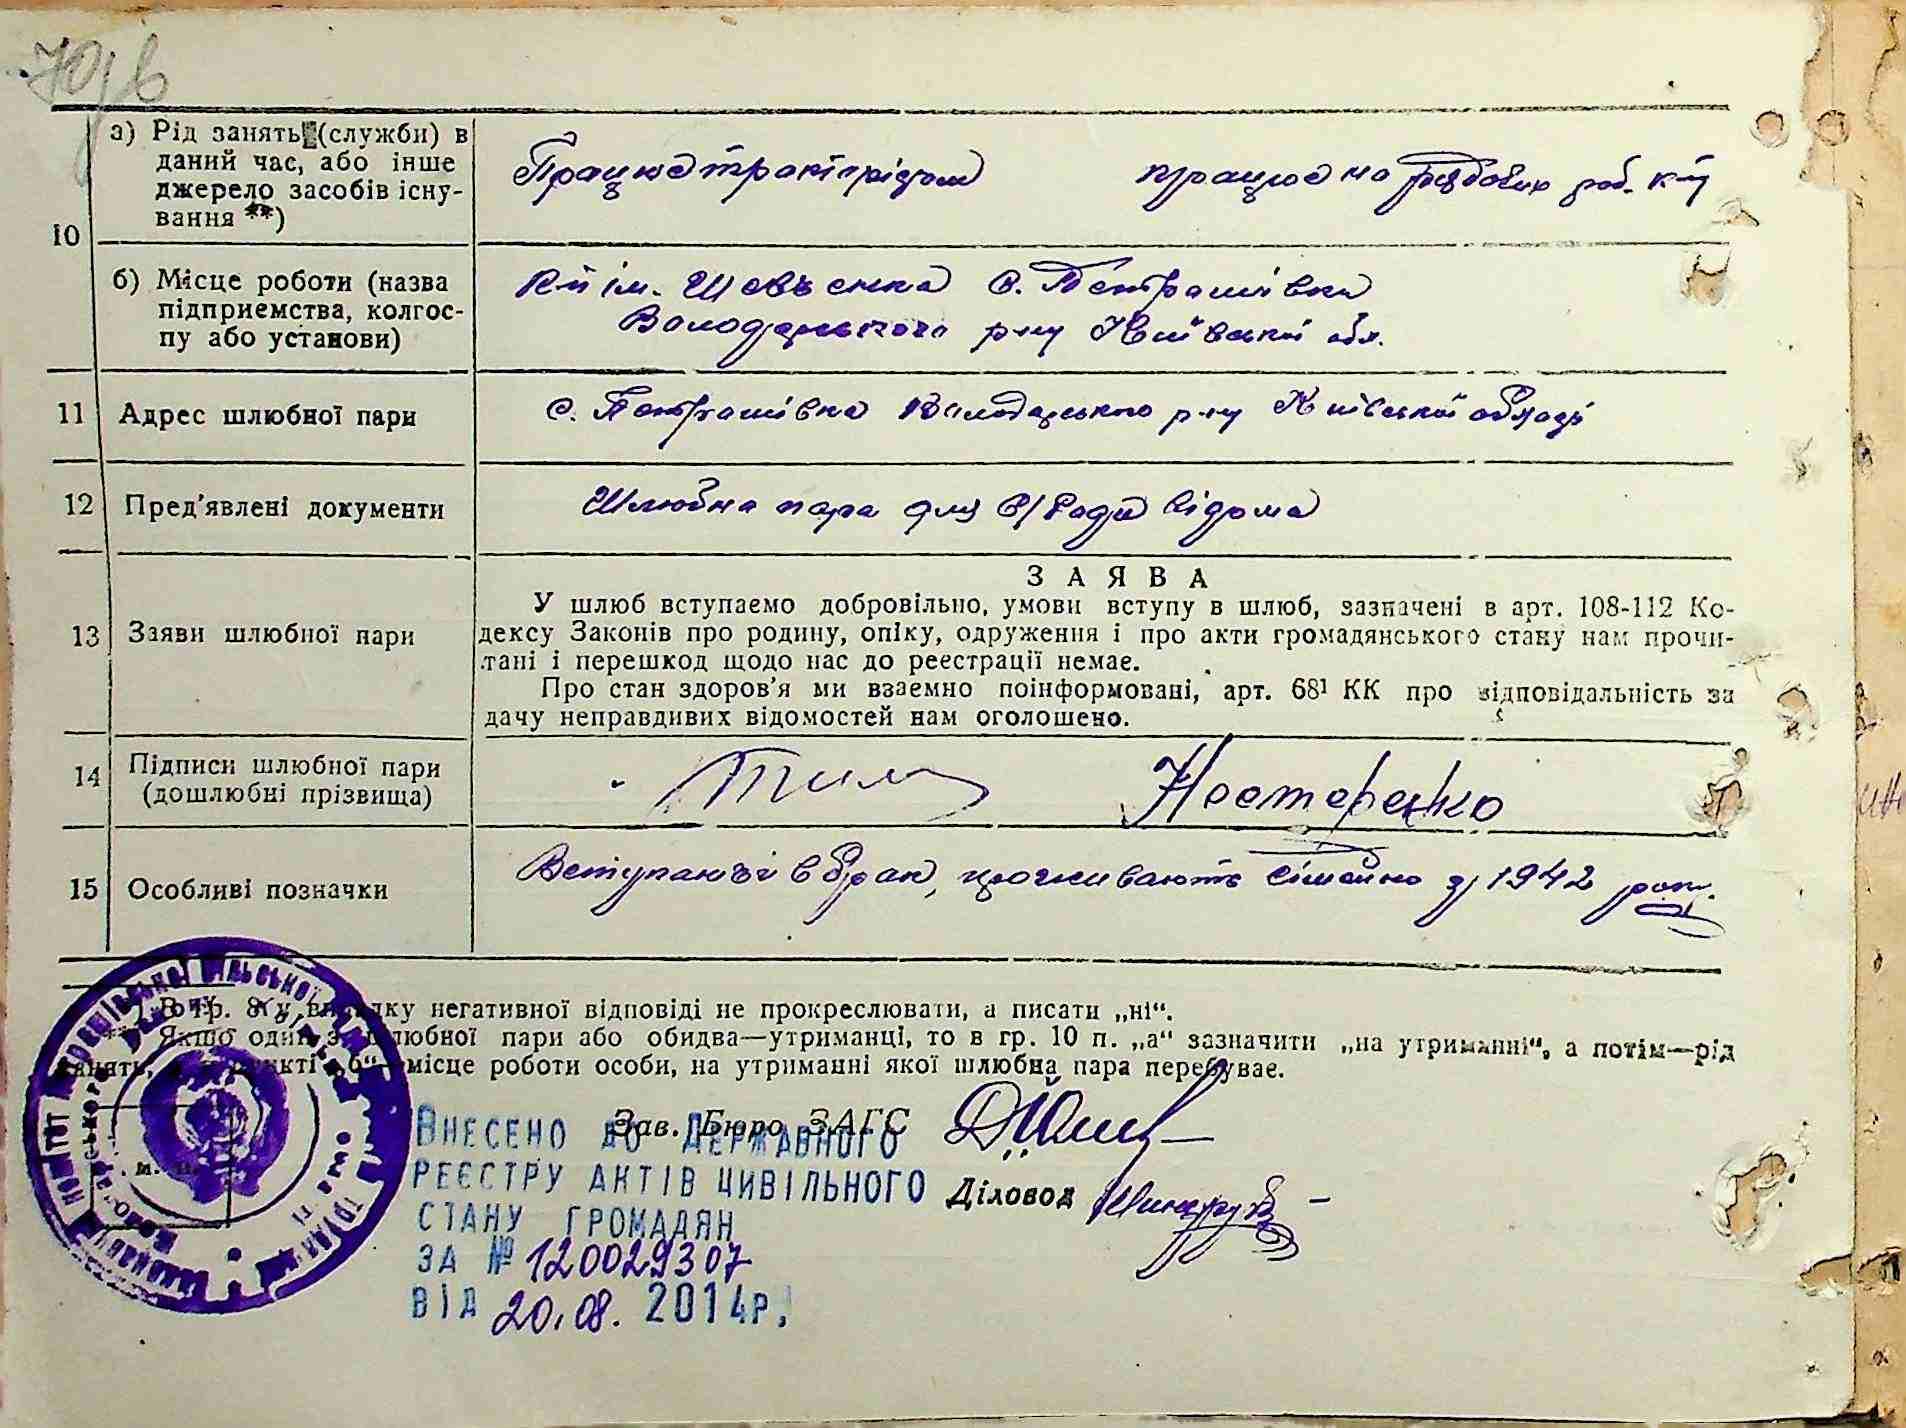 70/в
а) Рід занять (служби) в
даний час, або інше
джерело засобів існу-
вання **)
Працює трактористом працює на рядових роб. к-п
10
б) Місце роботи (назва
підприємства, колгос-
пу або установи)
К-п ім. Шевченка с. Петрашівка
Володарського р-ну Київської обл.
11 Адрес шлюбної пари с. Петрашівка Володарського р-ну Київської області
12 Пред'явлені документи Шлюбна пара для С/Ради відома
ЗАЯВА
У шлюб вступаємо добровільно, умови вступу в шлюб, зазначені в арт. 108-112 Ко-
13 Заяви шлюбної пари дексу Законів про родину, опіку, одруження і про акти громадянського стану нам прочи-
тані і перешкод щодо нас до реєстрації немає.
Про стан здоров'я ми взаємно поінформовані, арт. 68¹ КК про відповідальність за
дачу неправдивих відомостей нам оголошено.
14 Підписи шлюбної пари
(дошлюбні прізвища)
Нестеренко
15 Особливі позначки Вступаючі в брак, проживають сімейно з 1942 року.
*) В гр. 8 у випадку негативної відповіді не прокреслювати, а писати „ні“.
**) Якщо один з шлюбної пари або обидва—утриманці, то в гр. 10 п. „а“ зазначити „на утриманні“, а потім—рід
занять, а в пункті „б“—місце роботи особи, на утриманні якої шлюбна пара перебуває.
Зав. Бюро ЗАГС
Діловод
м. п.
ВНЕСЕНО ДО ДЕРЖАВНОГО
РЕЄСТРУ АКТІВ ЦИВІЛЬНОГО
СТАНУ ГРОМАДЯН
ЗА № 120029307
ВІД 20.08. 2014р.